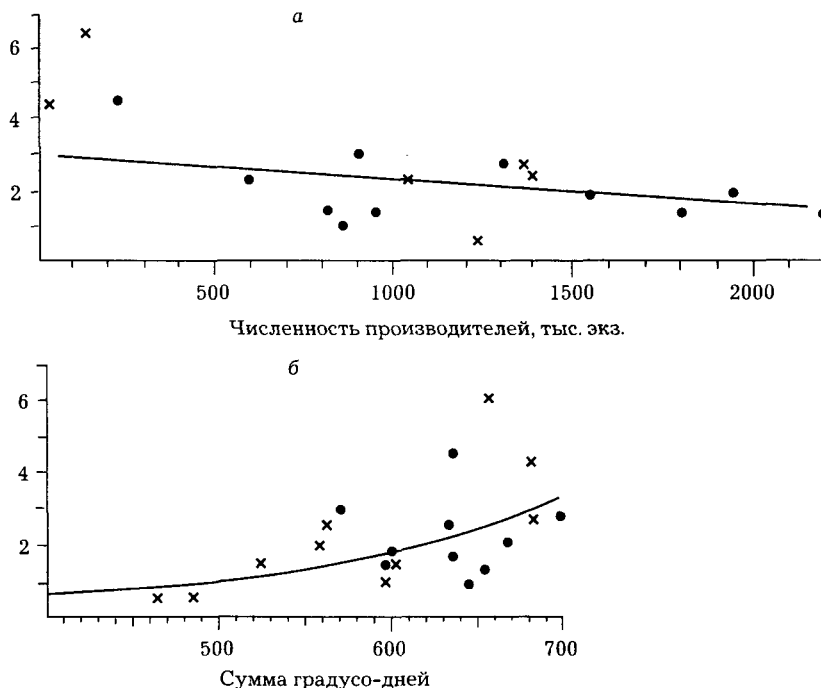 а
6
4
2
500 1000 1500 2000
Численность производителей, тыс. экз.
б
6
4
2
500 600 700
Сумма градусо-дней